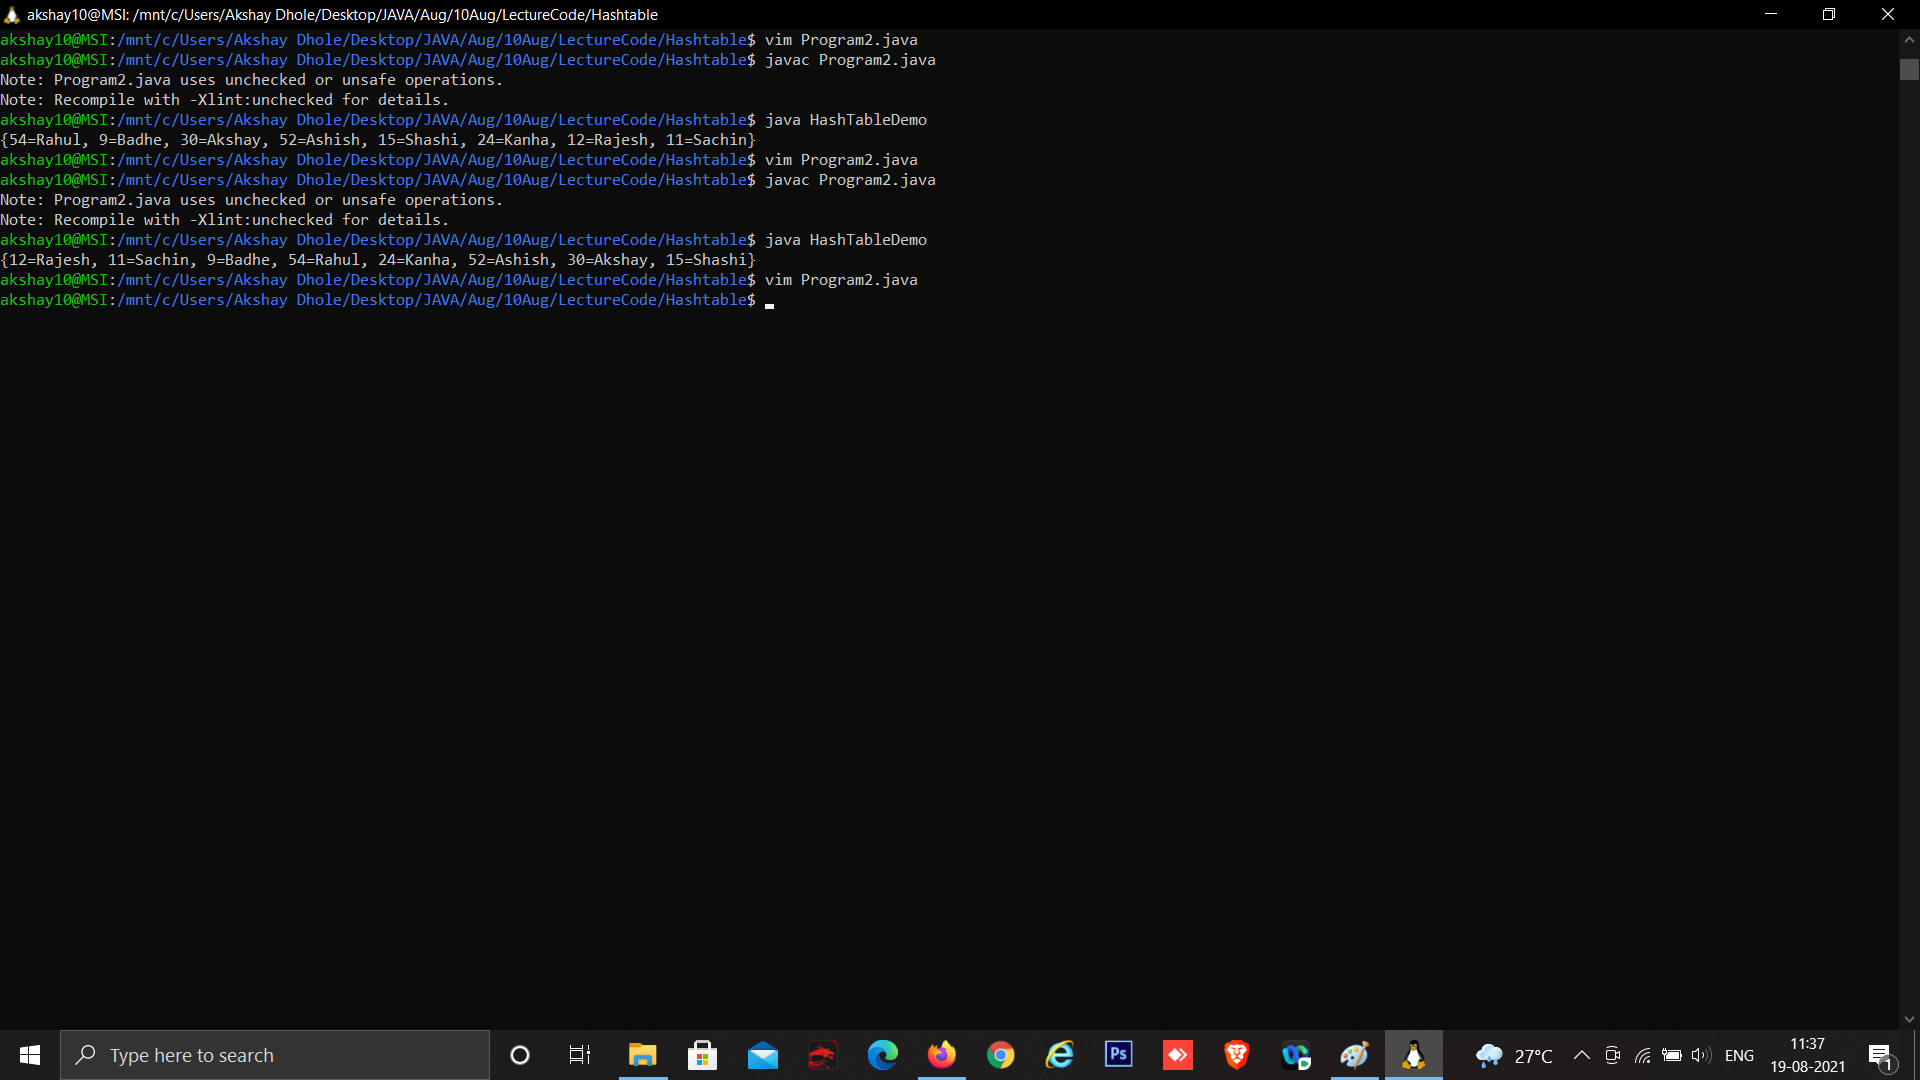 akshay10@MSI: /mnt/c/Users/Akshay Dhole/Desktop/JAVA/Aug/10Aug/LectureCode/Hashtable
akshay10@MSI:/mnt/c/Users/Akshay Dhole/Desktop/JAVA/Aug/10Aug/LectureCode/Hashtable$ vim Program2.java
akshay10@MSI:/mnt/c/Users/Akshay Dhole/Desktop/JAVA/Aug/10Aug/LectureCode/Hashtable$ javac Program2.java
Note: Program2.java uses unchecked or unsafe operations.
Note: Recompile with -Xlint:unchecked for details.
akshay10@MSI:/mnt/c/Users/Akshay Dhole/Desktop/JAVA/Aug/10Aug/LectureCode/Hashtable$ java HashTableDemo
{54=Rahul, 9=Badhe, 30=Akshay, 52=Ashish, 15=Shashi, 24=Kanha, 12=Rajesh, 11=Sachin}
akshay10@MSI:/mnt/c/Users/Akshay Dhole/Desktop/JAVA/Aug/10Aug/LectureCode/Hashtable$ vim Program2.java
akshay10@MSI:/mnt/c/Users/Akshay Dhole/Desktop/JAVA/Aug/10Aug/LectureCode/Hashtable$ javac Program2.java
Note: Program2.java uses unchecked or unsafe operations.
Note: Recompile with -Xlint:unchecked for details.
akshay10@MSI:/mnt/c/Users/Akshay Dhole/Desktop/JAVA/Aug/10Aug/LectureCode/Hashtable$ java HashTableDemo
{12=Rajesh, 11=Sachin, 9=Badhe, 54=Rahul, 24=Kanha, 52=Ashish, 30=Akshay, 15=Shashi}
akshay10@MSI:/mnt/c/Users/Akshay Dhole/Desktop/JAVA/Aug/10Aug/LectureCode/Hashtable$ vim Program2.java
akshay10@MSI:/mnt/c/Users/Akshay Dhole/Desktop/JAVA/Aug/10Aug/LectureCode/Hashtable$
Type here to search
Ps
27°C
ENG
11:37
19-08-2021
1